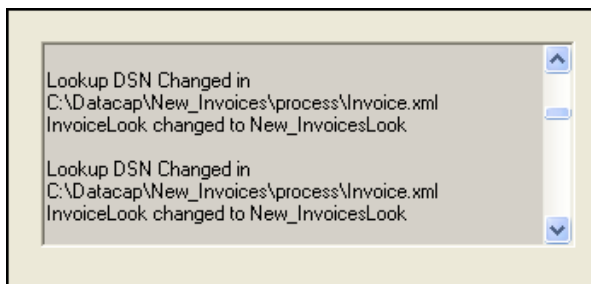 Lookup DSN Changed in
C:\Datacap\New_Invoices\process\Invoice.xml
InvoiceLook changed to New_InvoicesLook
Lookup DSN Changed in
C:\Datacap\New_Invoices\process\Invoice.xml
InvoiceLook changed to New_InvoicesLook